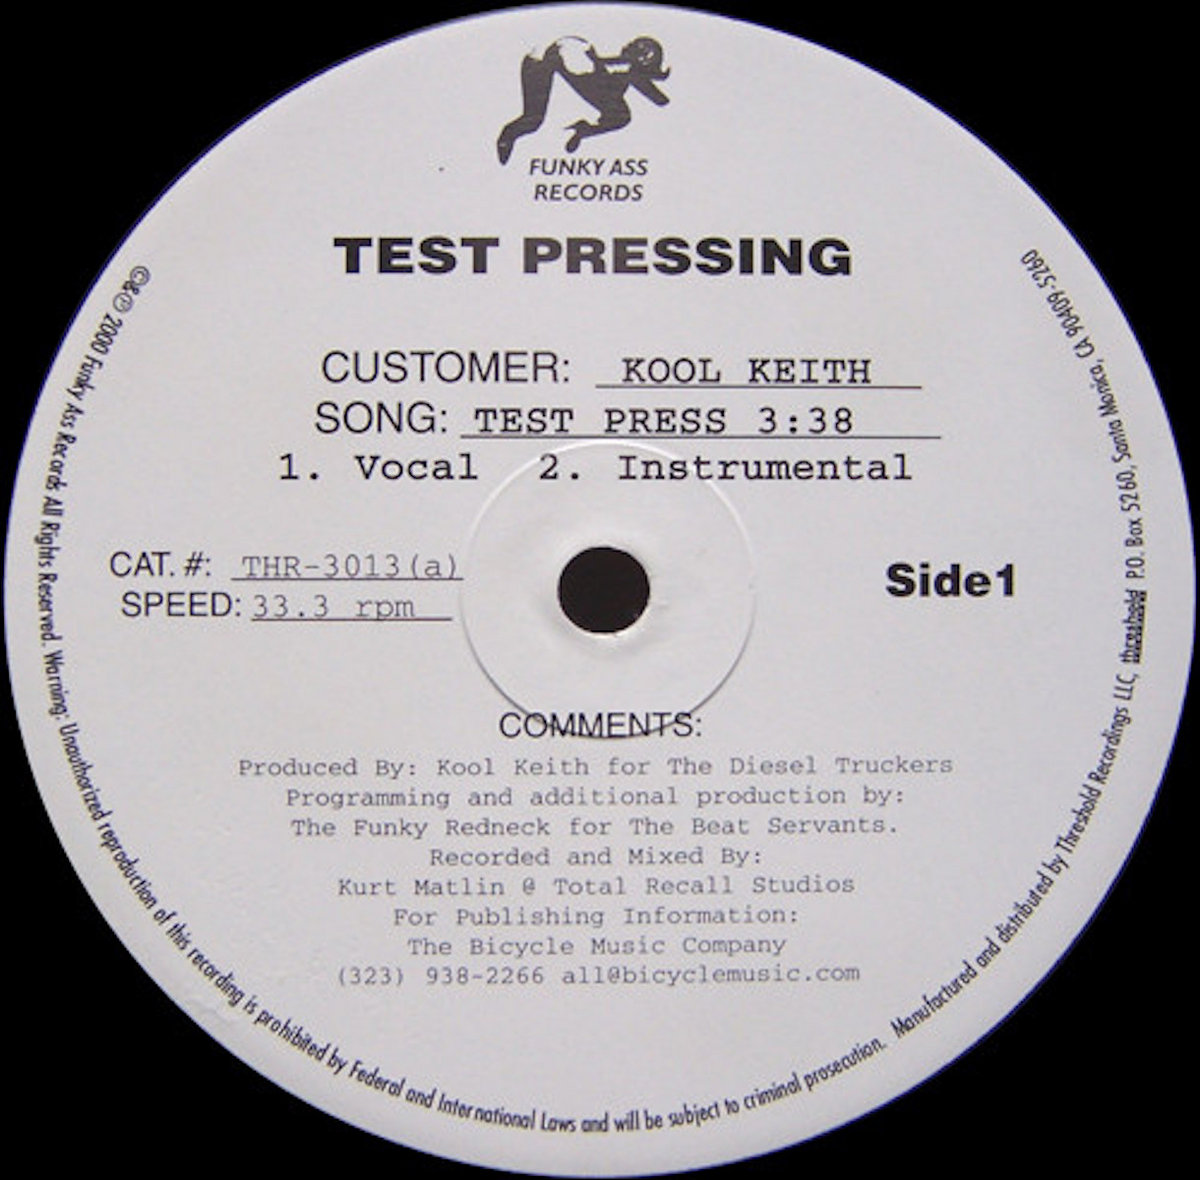 FUNKY ASS
RECORDS
TEST PRESSING
CUSTOMER: KOOL KEITH
SONG: TEST PRESS 3:38
1. Vocal 2. Instrumental
CAT. #: THR-3013(a)
SPEED: 33.3 rpm
Side1
COMMENTS:
Produced By: Kool Keith for The Diesel Truckers
Programming and additional production by:
The Funky Redneck for The Beat Servants.
Recorded and Mixed By:
Kurt Matlin @ Total Recall Studios
For Publishing Information:
The Bicycle Music Company
(323) 938-2266 all@bicyclemusic.com
©&℗ 2000 Funky Ass Records All Rights Reserved. Warning: Unauthorized reproduction of this recording is prohibited by Federal and International Laws and will be subject to criminal prosecution. Manufactured and distributed by Threshold Recordings LLC, threshold P.O. Box 5260, Santa Monica, CA 90409-5260